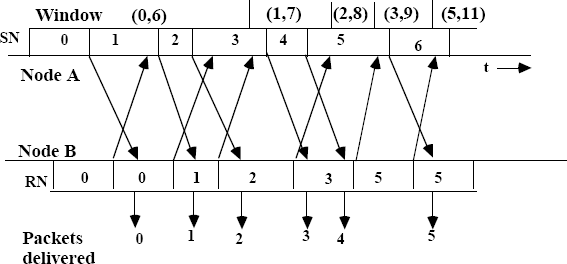 Window (0,6) (1,7) (2,8) (3,9) (5,11)
SN 0 1 2 3 4 5 6
Node A t
Node B
RN 0 0 1 2 3 5 5
Packets delivered 0 1 2 3 4 5